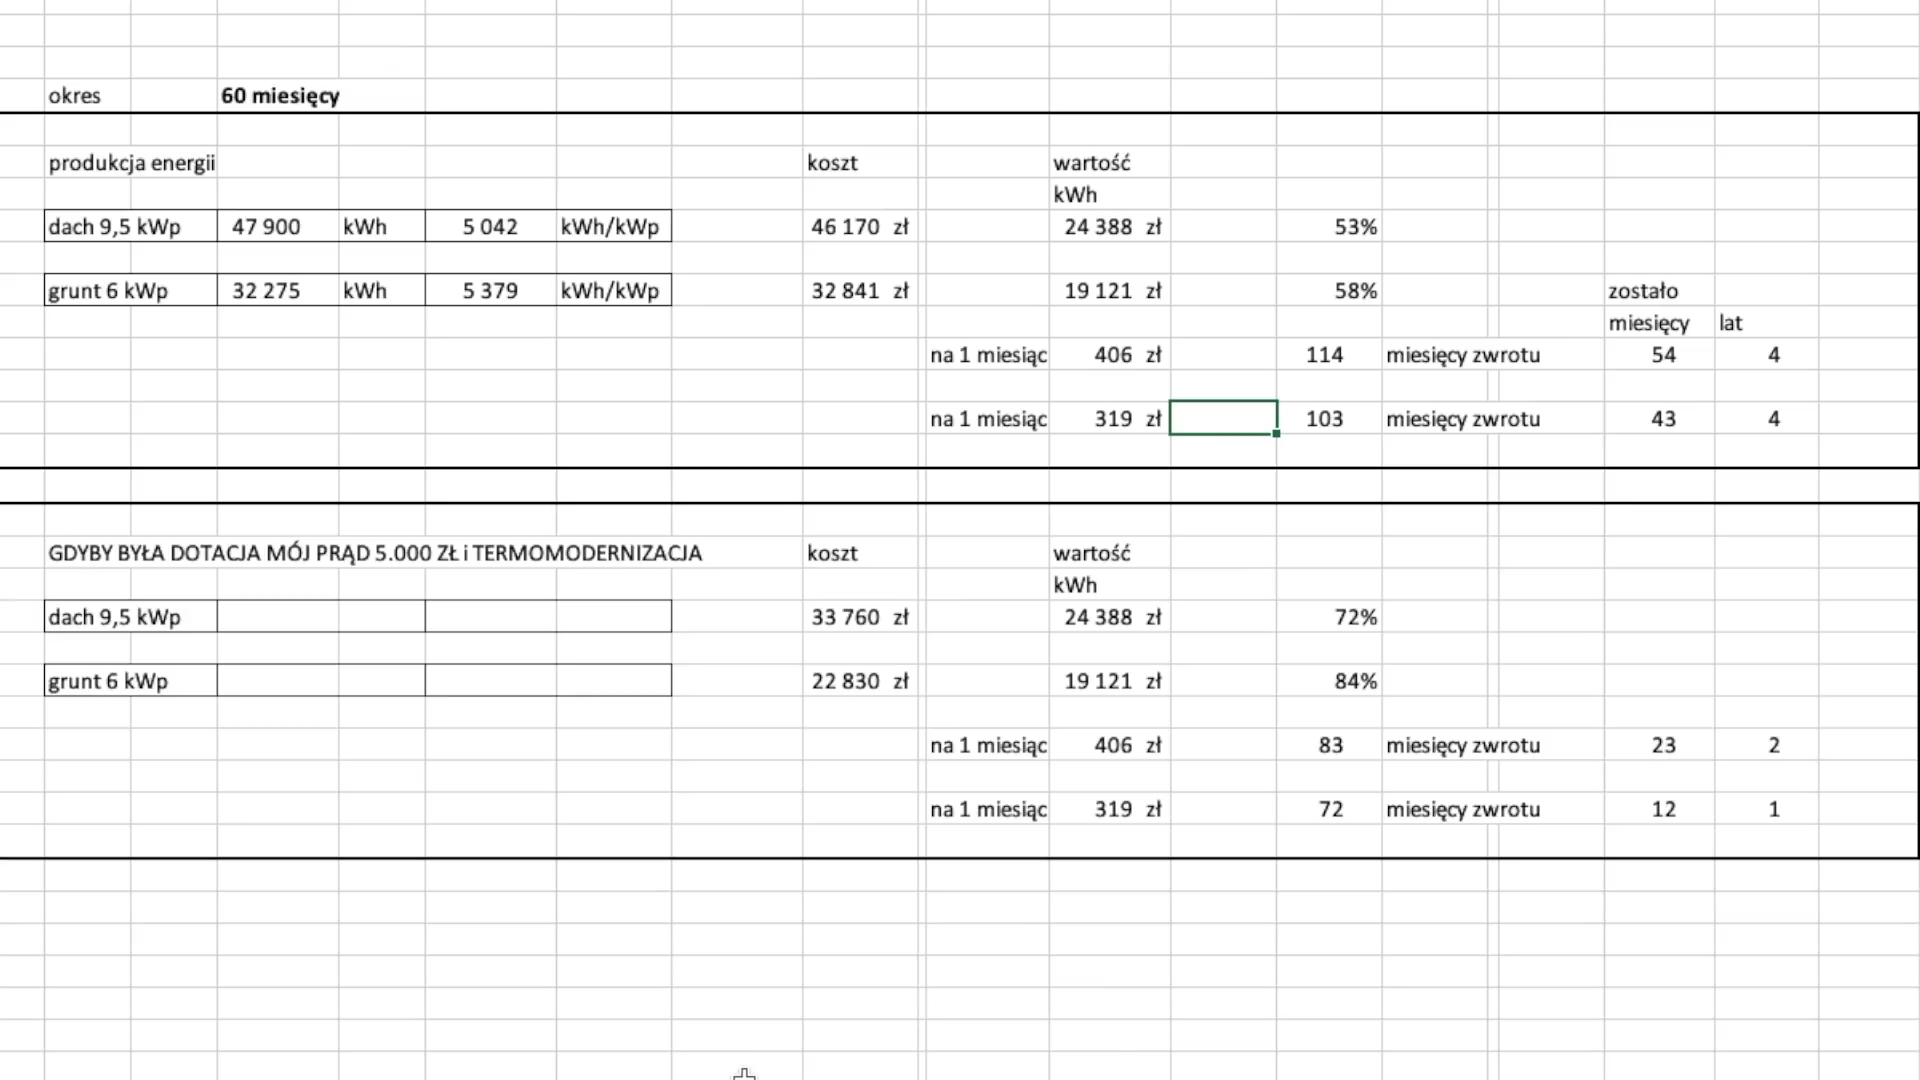 okres 60 miesięcy
produkcja energii koszt wartość
kWh
dach 9,5 kWp 47 900 kWh 5 042 kWh/kWp 46 170 zł 24 388 zł 53%
grunt 6 kWp 32 275 kWh 5 379 kWh/kWp 32 841 zł 19 121 zł 58% zostało
miesięcy lat
na 1 miesiąc 406 zł 114 miesięcy zwrotu 54 4
na 1 miesiąc 319 zł 103 miesięcy zwrotu 43 4
GDYBY BYŁA DOTACJA MÓJ PRĄD 5.000 ZŁ i TERMOMODERNIZACJA koszt wartość
kWh
dach 9,5 kWp 33 760 zł 24 388 zł 72%
grunt 6 kWp 22 830 zł 19 121 zł 84%
na 1 miesiąc 406 zł 83 miesięcy zwrotu 23 2
na 1 miesiąc 319 zł 72 miesięcy zwrotu 12 1